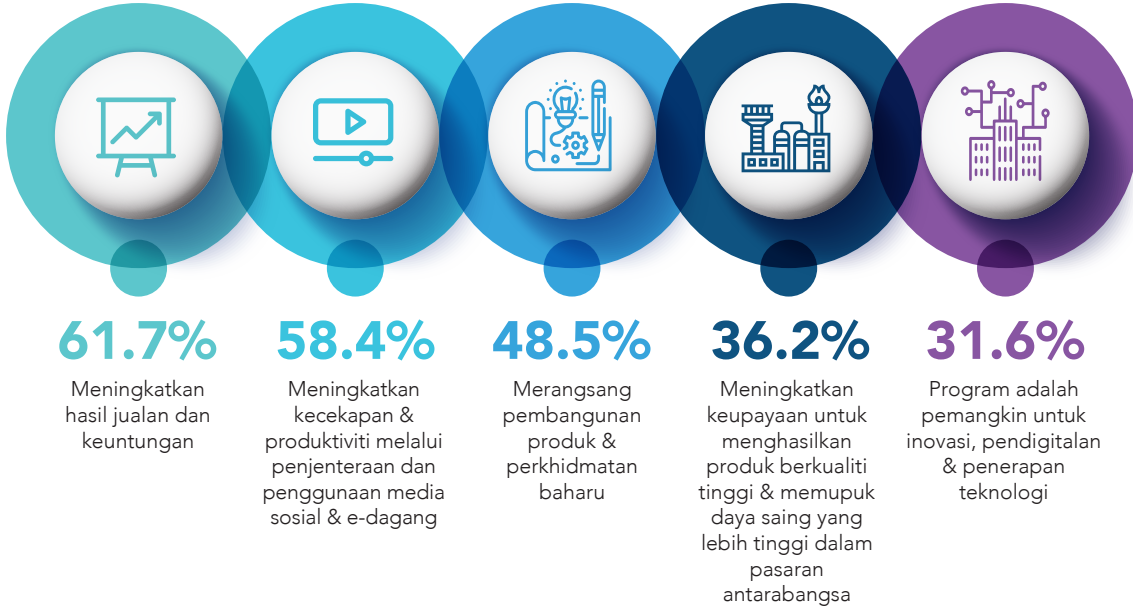 61.7%
Meningkatkan
hasil jualan dan
keuntungan
58.4%
Meningkatkan
kecekapan &
produktiviti melalui
penjenteraan dan
penggunaan media
sosial & e-dagang
48.5%
Merangsang
pembangunan
produk &
perkhidmatan
baharu
36.2%
Meningkatkan
keupayaan untuk
menghasilkan
produk berkualiti
tinggi & memupuk
daya saing yang
lebih tinggi dalam
pasaran
antarabangsa
31.6%
Program adalah
pemangkin untuk
inovasi, pendigitalan
& penerapan
teknologi